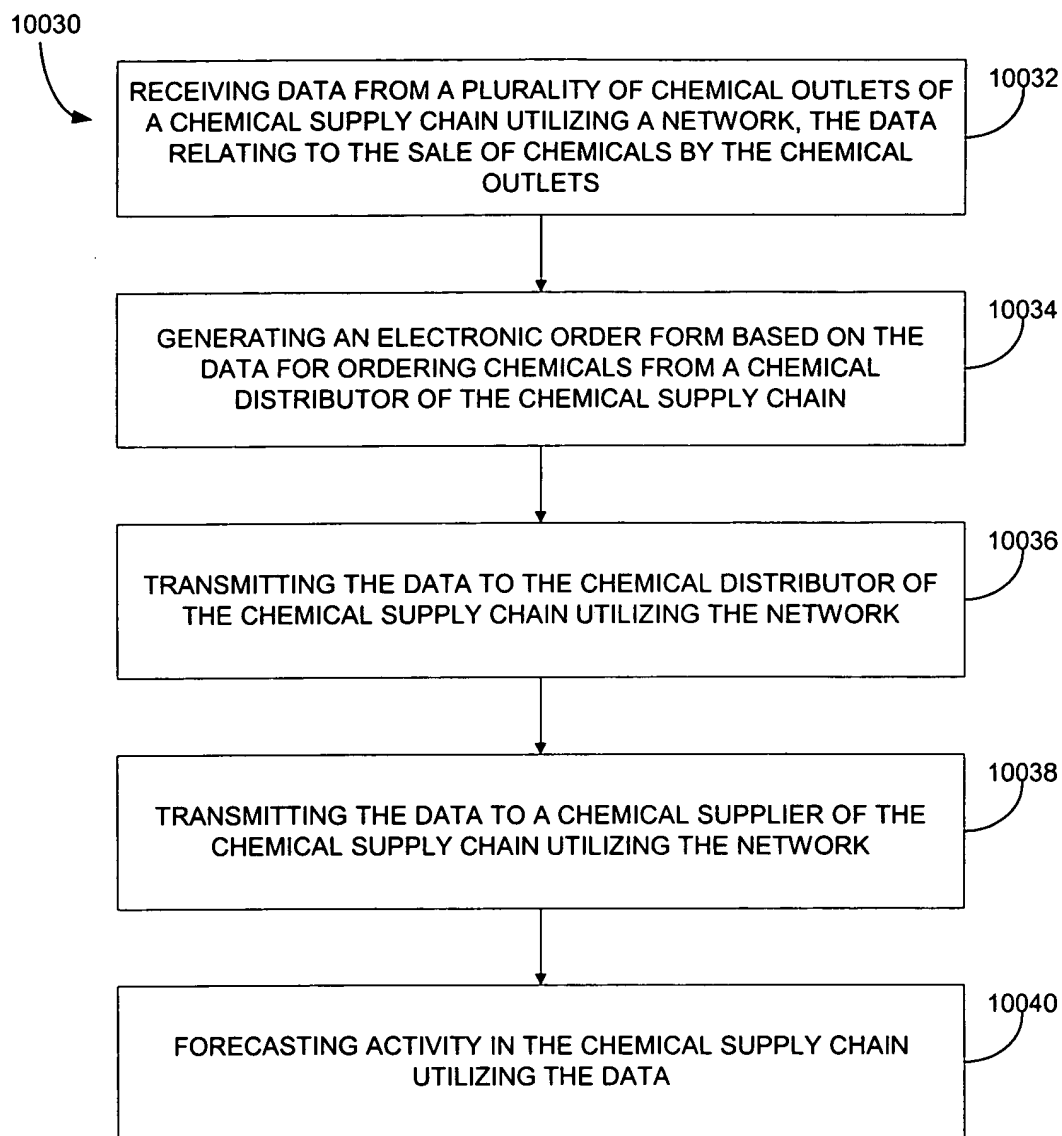 10030
10032
RECEIVING DATA FROM A PLURALITY OF CHEMICAL OUTLETS OF
A CHEMICAL SUPPLY CHAIN UTILIZING A NETWORK, THE DATA
RELATING TO THE SALE OF CHEMICALS BY THE CHEMICAL
OUTLETS
10034
GENERATING AN ELECTRONIC ORDER FORM BASED ON THE
DATA FOR ORDERING CHEMICALS FROM A CHEMICAL
DISTRIBUTOR OF THE CHEMICAL SUPPLY CHAIN
10036
TRANSMITTING THE DATA TO THE CHEMICAL DISTRIBUTOR OF
THE CHEMICAL SUPPLY CHAIN UTILIZING THE NETWORK
10038
TRANSMITTING THE DATA TO A CHEMICAL SUPPLIER OF THE
CHEMICAL SUPPLY CHAIN UTILIZING THE NETWORK
10040
FORECASTING ACTIVITY IN THE CHEMICAL SUPPLY CHAIN
UTILIZING THE DATA